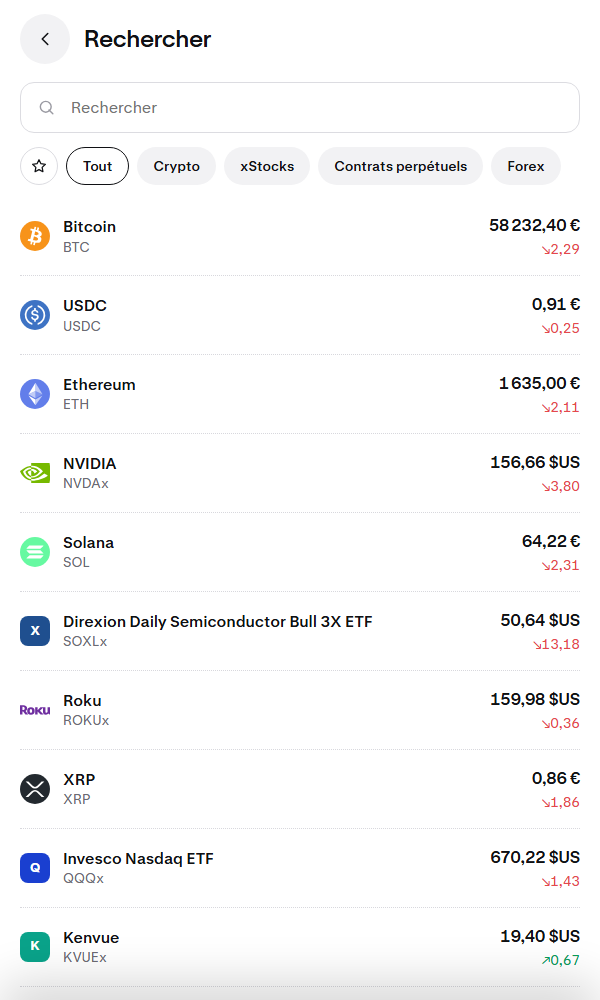 Rechercher
Rechercher
Tout
Crypto
xStocks
Contrats perpétuels
Forex
Bitcoin
58 232,40 €
BTC
↘2,29
USDC
0,91 €
USDC
↘0,25
Ethereum
1 635,00 €
ETH
↘2,11
NVIDIA
156,66 $US
NVDAx
↘3,80
Solana
64,22 €
SOL
↘2,31
X
Direxion Daily Semiconductor Bull 3X ETF
50,64 $US
SOXLx
↘13,18
Roku
Roku
159,98 $US
ROKUx
↘0,36
XRP
0,86 €
XRP
↘1,86
Q
Invesco Nasdaq ETF
670,22 $US
QQQx
↘1,43
K
Kenvue
19,40 $US
KVUEx
↗0,67